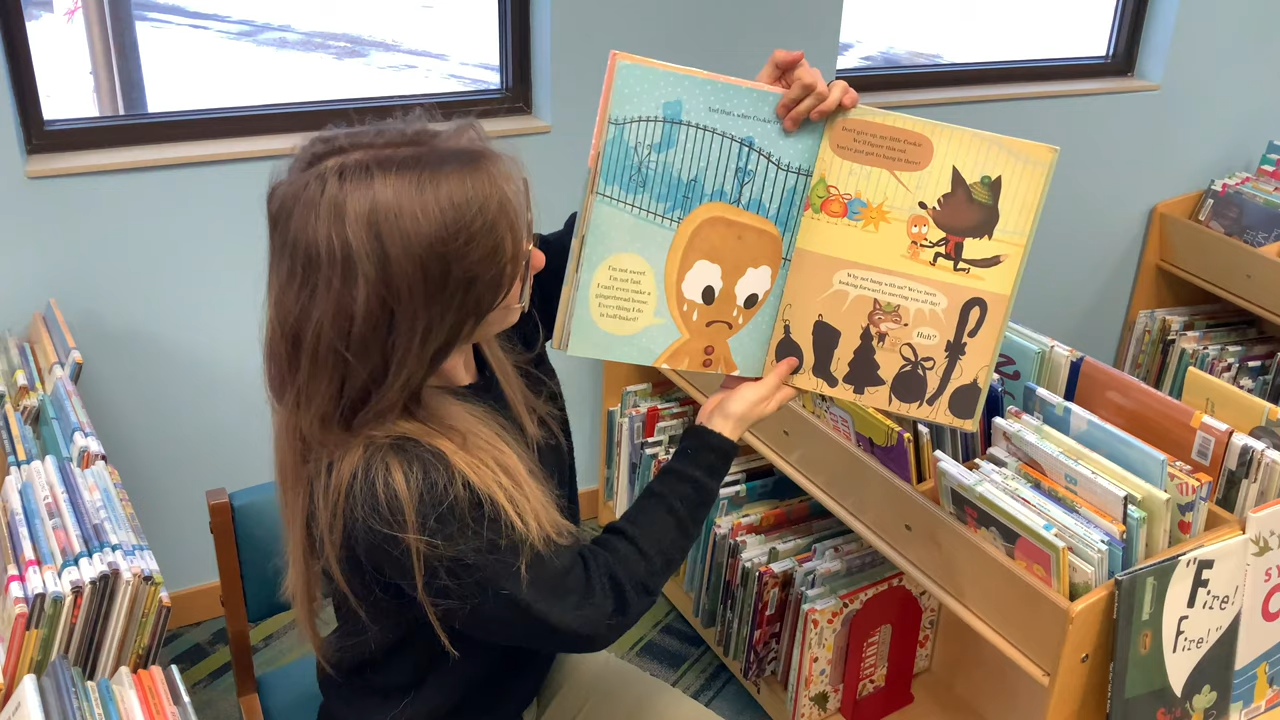 And that's when Cookie
I'm not sweet.
I'm not fast.
I can't even make a
gingerbread house.
Everything I do
is half-baked!
Don't give up, my little Cookie.
We'll figure this out.
You've just got to hang in there!
Why not hang with us? We've been
looking forward to meeting you all day!
Huh?
"Fire!
Fire!"